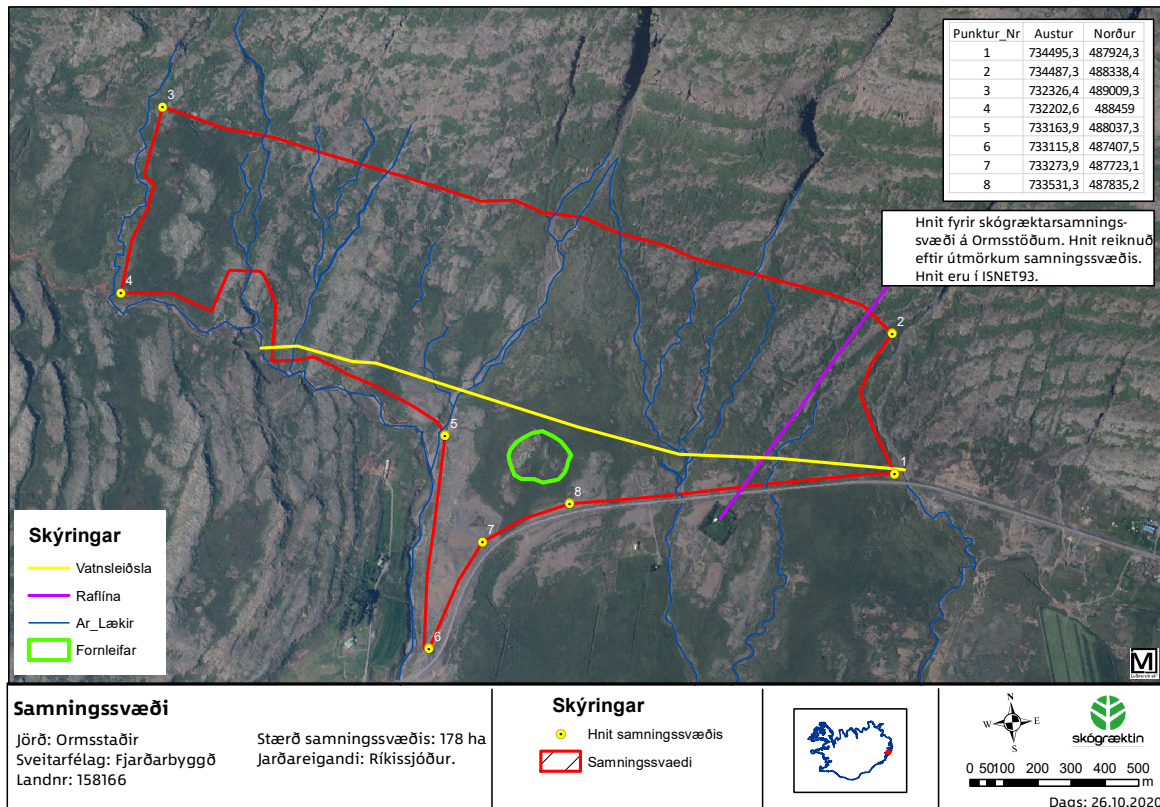 Punktur_Nr Austur Norður
1 734495,3 487924,3
2 734487,3 488338,4
3 732326,4 489009,3
4 732202,6 488459
5 733163,9 488037,3
6 733115,8 487407,5
7 733273,9 487723,1
8 733531,3 487835,2
Hnit fyrir skógræktarsamnings-
svæði á Ormsstöðum. Hnit reiknuð
eftir útmörkum samningssvæðis.
Hnit eru í ISNET93.
3
4
2
5
1
8
7
6
Skýringar
Vatnsleiðsla
Raflína
Ar_Lækir
Fornleifar
M
Samningssvæði
Jörð: Ormsstaðir
Sveitarfélag: Fjarðarbyggð
Landnr: 158166
Stærð samningssvæðis: 178 ha
Jarðareigandi: Ríkissjóður.
Skýringar
Hnit samningssvæðis
Samningssvaedi
N
W E
S
skógræktin
0 50100 200 300 400 500
m
Dags: 26.10.2020